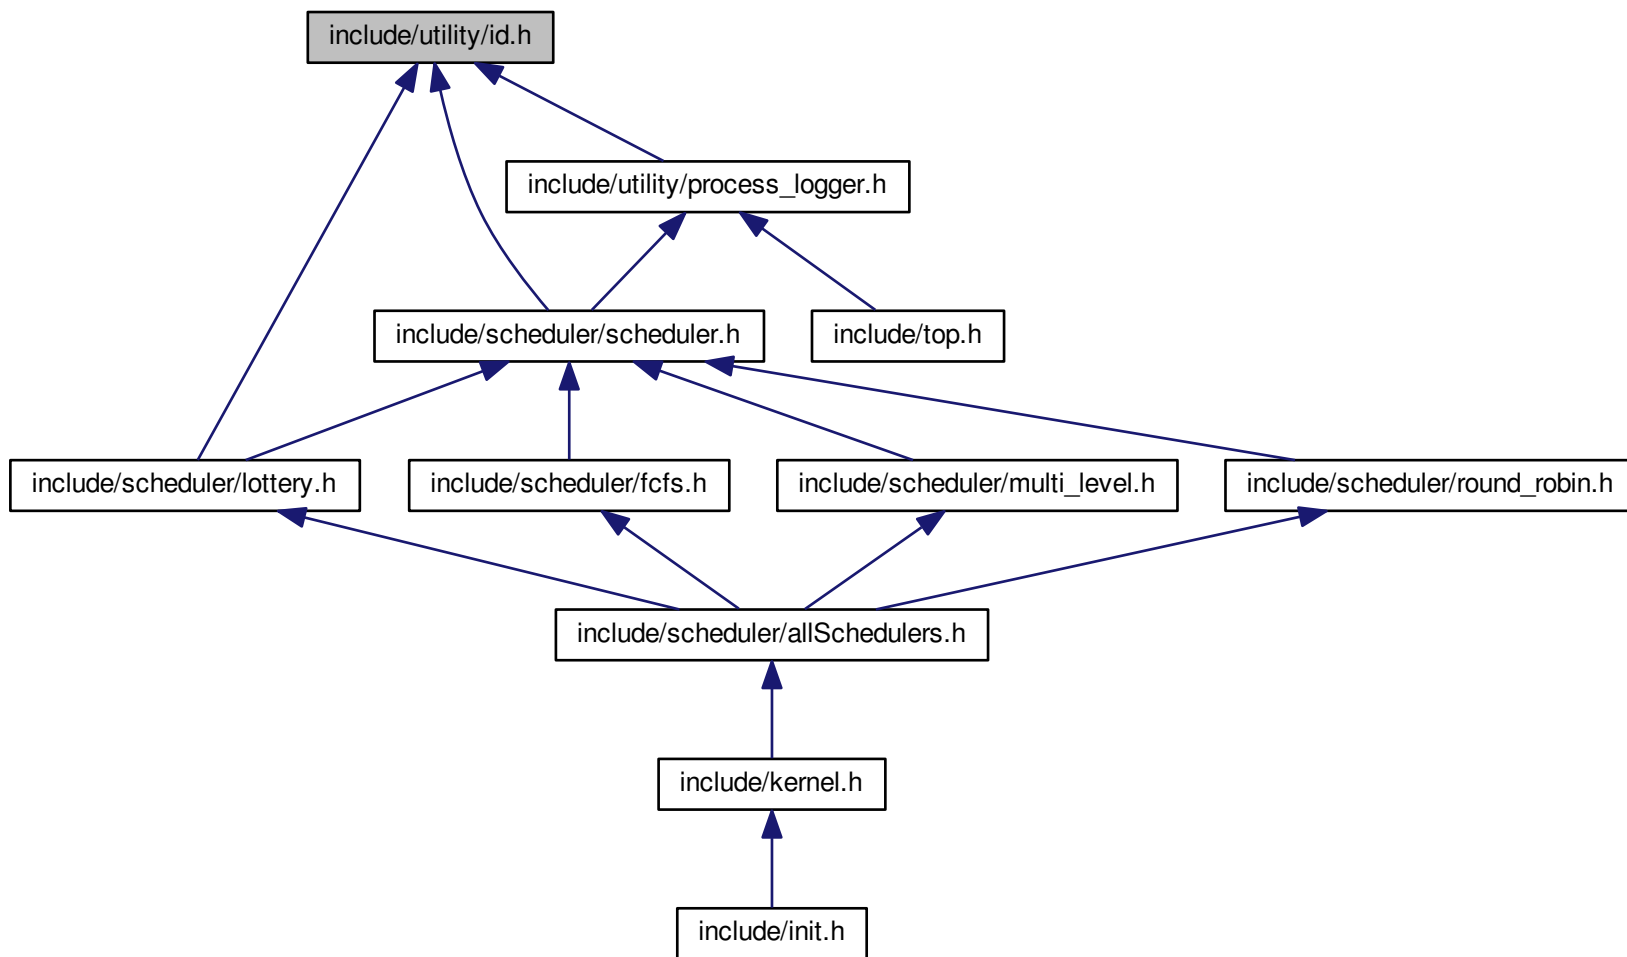 include/utility/id.h
include/utility/process_logger.h
include/scheduler/scheduler.h
include/top.h
include/scheduler/lottery.h
include/scheduler/fcfs.h
include/scheduler/multi_level.h
include/scheduler/round_robin.h
include/scheduler/allSchedulers.h
include/kernel.h
include/init.h